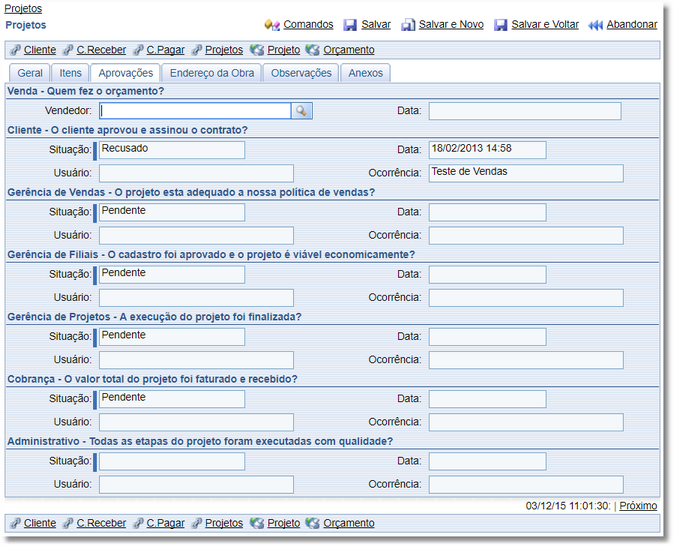 Projetos
Projetos Comandos Salvar Salvar e Novo Salvar e Voltar Abandonar
Cliente C.Receber C.Pagar Projetos Projeto Orçamento
Geral Itens Aprovações Endereço da Obra Observações Anexos
Venda - Quem fez o orçamento?
Vendedor: Data:
Cliente - O cliente aprovou e assinou o contrato?
Situação: Recusado Data: 18/02/2013 14:58
Usuário: Ocorrência: Teste de Vendas
Gerência de Vendas - O projeto esta adequado a nossa política de vendas?
Situação: Pendente Data:
Usuário: Ocorrência:
Gerência de Filiais - O cadastro foi aprovado e o projeto é viável economicamente?
Situação: Pendente Data:
Usuário: Ocorrência:
Gerência de Projetos - A execução do projeto foi finalizada?
Situação: Pendente Data:
Usuário: Ocorrência:
Cobrança - O valor total do projeto foi faturado e recebido?
Situação: Pendente Data:
Usuário: Ocorrência:
Administrativo - Todas as etapas do projeto foram executadas com qualidade?
Situação: Data:
Usuário: Ocorrência:
03/12/15 11:01:30: | Próximo
Cliente C.Receber C.Pagar Projetos Projeto Orçamento